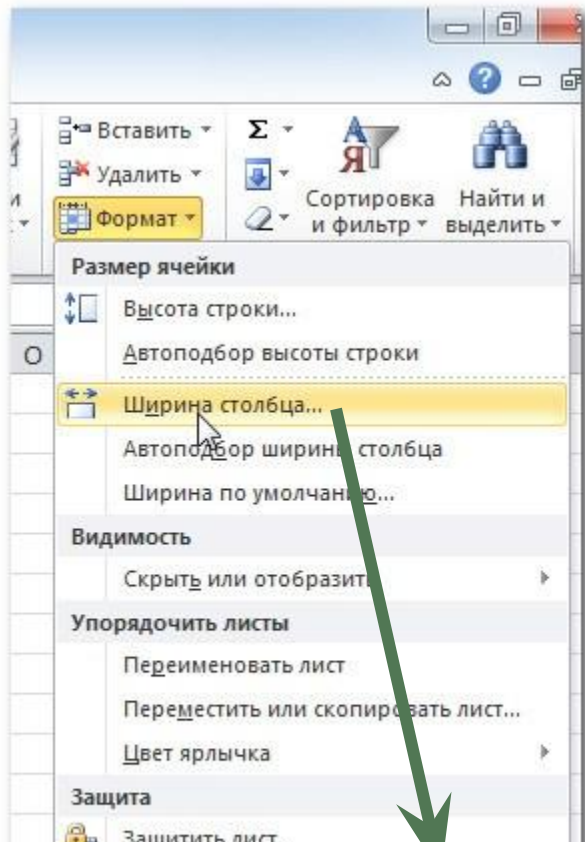 Вставить
Σ
Удалить
Сортировка и фильтр
Найти и выделить
Формат
Размер ячейки
O
Высота строки...
Автоподбор высоты строки
Ширина столбца...
Автоподбор ширины столбца
Ширина по умолчанию...
Видимость
Скрыть или отобразить
Упорядочить листы
Переименовать лист
Переместить или скопировать лист...
Цвет ярлычка
Защита
Защитить лист